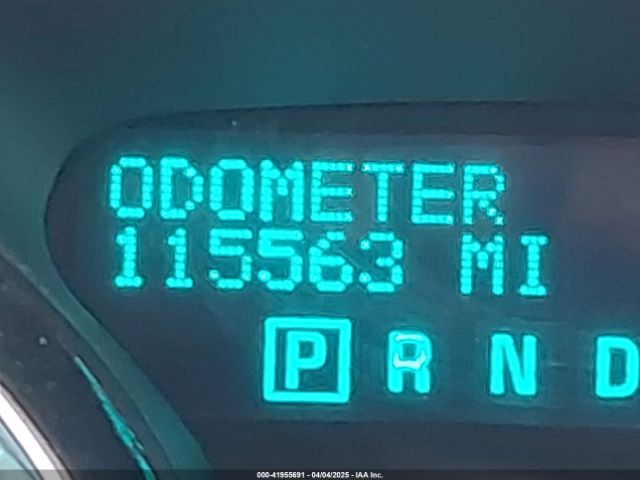 ODOMETER
115563 MI
P R N D
000-41955691 - 04/04/2025 - IAA Inc.